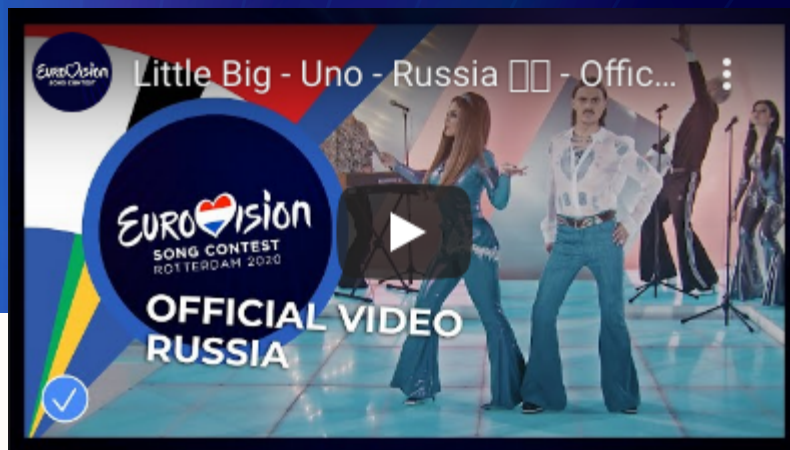 EUROVISION
SONG CONTEST
Little Big - Uno - Russia - Offic...
EUROVISION
SONG CONTEST
ROTTERDAM 2020
OFFICIAL VIDEO
RUSSIA